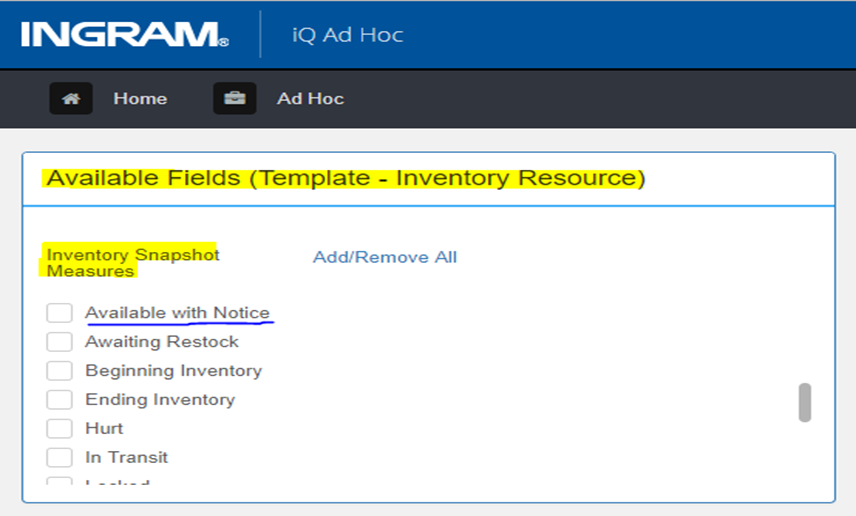 INGRAM® iQ Ad Hoc
Home Ad Hoc
Available Fields (Template - Inventory Resource)
Inventory Snapshot
Measures
Add/Remove All
Available with Notice
Awaiting Restock
Beginning Inventory
Ending Inventory
Hurt
In Transit